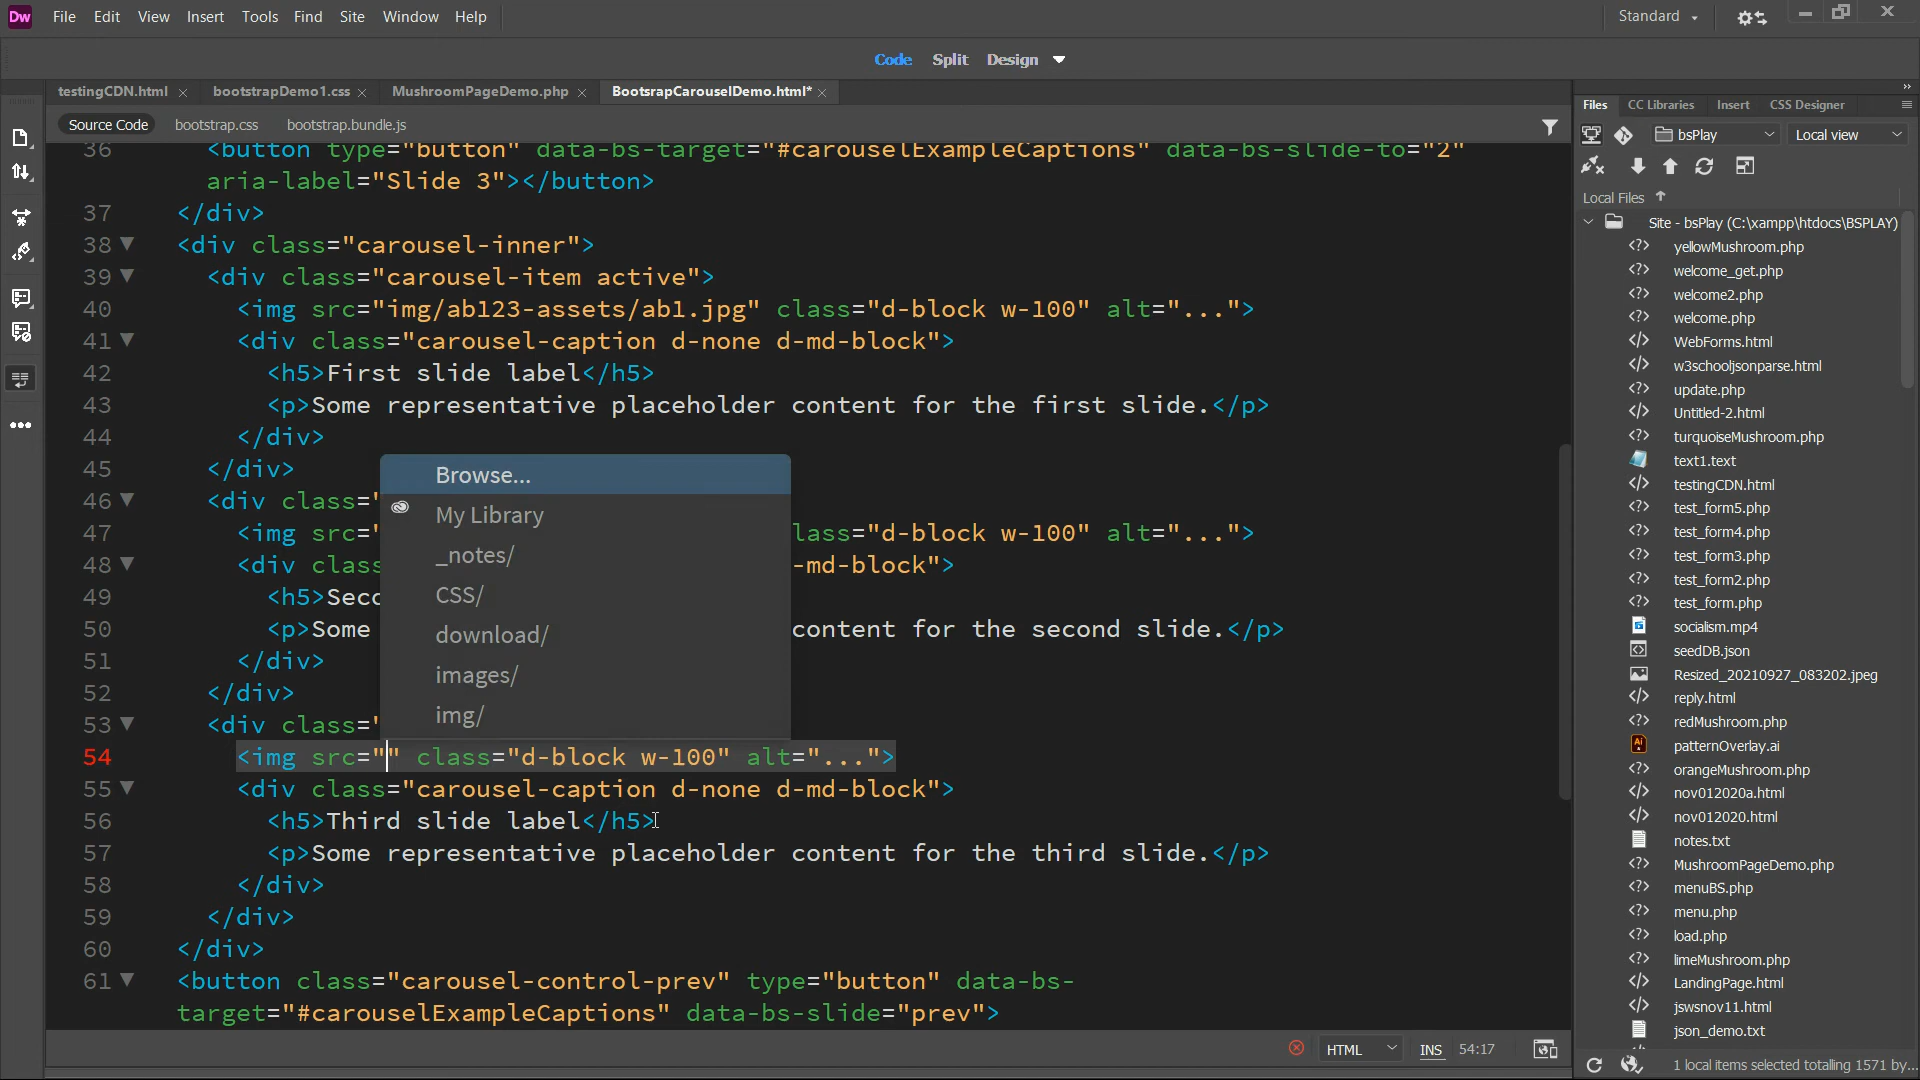 Dw File Edit View Insert Tools Find Site Window Help Standard
Code Split Design
testingCDN.html bootstrapDemo1.css MushroomPageDemo.php BootsrapCarouselDemo.html*
Source Code bootstrap.css bootstrap.bundle.js
36 <button type="button" data-bs-target="#carouselExampleCaptions" data-bs-slide-to="2"
aria-label="Slide 3"></button>
37 </div>
38 <div class="carousel-inner">
39 <div class="carousel-item active">
40 <img src="img/ab123-assets/ab1.jpg" class="d-block w-100" alt="...">
41 <div class="carousel-caption d-none d-md-block">
42 <h5>First slide label</h5>
43 <p>Some representative placeholder content for the first slide.</p>
44 </div>
45 </div>
46 <div class="
47 <img src=" lass="d-block w-100" alt="...">
48 <div class -md-block">
49 <h5>Seco
50 <p>Some content for the second slide.</p>
51 </div>
52 </div>
53 <div class="
54 <img src="" class="d-block w-100" alt="...">
55 <div class="carousel-caption d-none d-md-block">
56 <h5>Third slide label</h5>
57 <p>Some representative placeholder content for the third slide.</p>
58 </div>
59 </div>
60 </div>
61 <button class="carousel-control-prev" type="button" data-bs-
target="#carouselExampleCaptions" data-bs-slide="prev">
Browse...
My Library
_notes/
CSS/
download/
images/
img/
HTML INS 54:17
Files CC Libraries Insert CSS Designer
bsPlay Local view
Local Files
Site - bsPlay (C:\xampp\htdocs\BSPLAY)
yellowMushroom.php
welcome_get.php
welcome2.php
welcome.php
WebForms.html
w3schooljsonparse.html
update.php
Untitled-2.html
turquoiseMushroom.php
text1.text
testingCDN.html
test_form5.php
test_form4.php
test_form3.php
test_form2.php
test_form.php
socialism.mp4
seedDB.json
Resized_20210927_083202.jpeg
reply.html
redMushroom.php
Ai patternOverlay.ai
orangeMushroom.php
nov012020a.html
nov012020.html
notes.txt
MushroomPageDemo.php
menuBS.php
menu.php
load.php
limeMushroom.php
LandingPage.html
jswsnov11.html
json_demo.txt
1 local items selected totalling 1571 by...